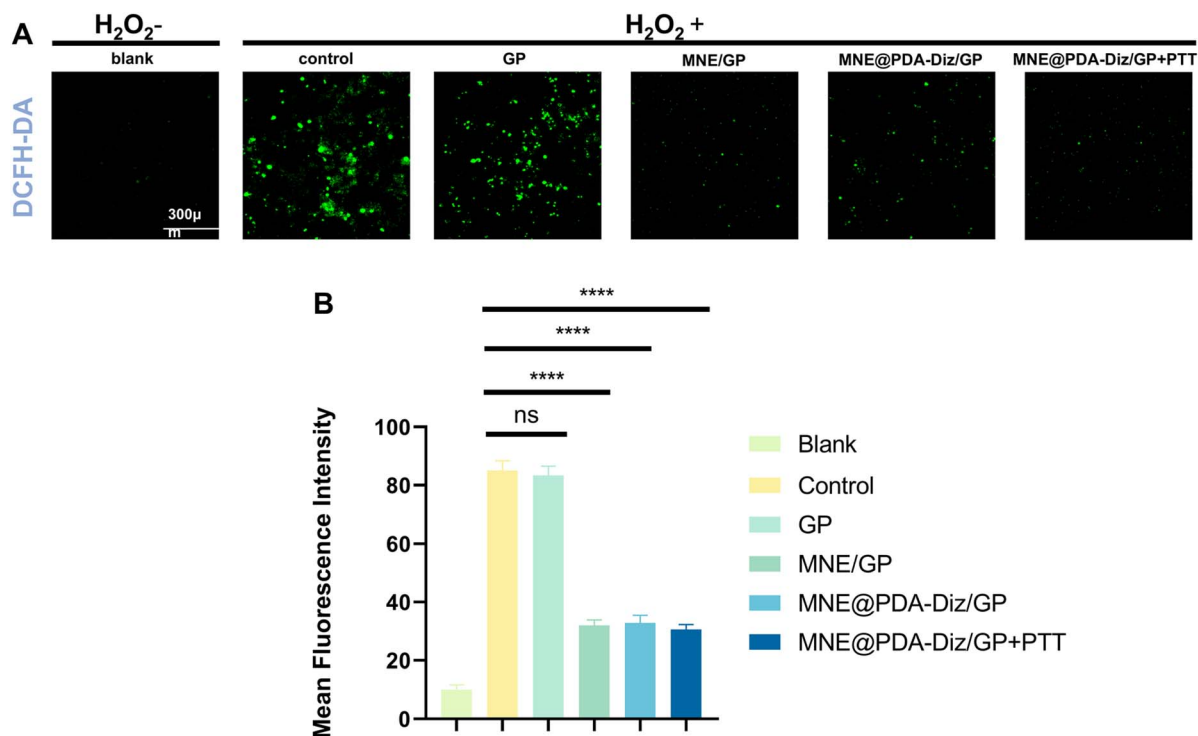 A
H₂O₂-
H₂O₂ +
blank
control
GP
MNE/GP
MNE@PDA-Diz/GP
MNE@PDA-Diz/GP+PTT
DCFH-DA
300μ
m
B
****
****
****
ns
Mean Fluorescence Intensity
100
80
60
40
20
0
Blank
Control
GP
MNE/GP
MNE@PDA-Diz/GP
MNE@PDA-Diz/GP+PTT